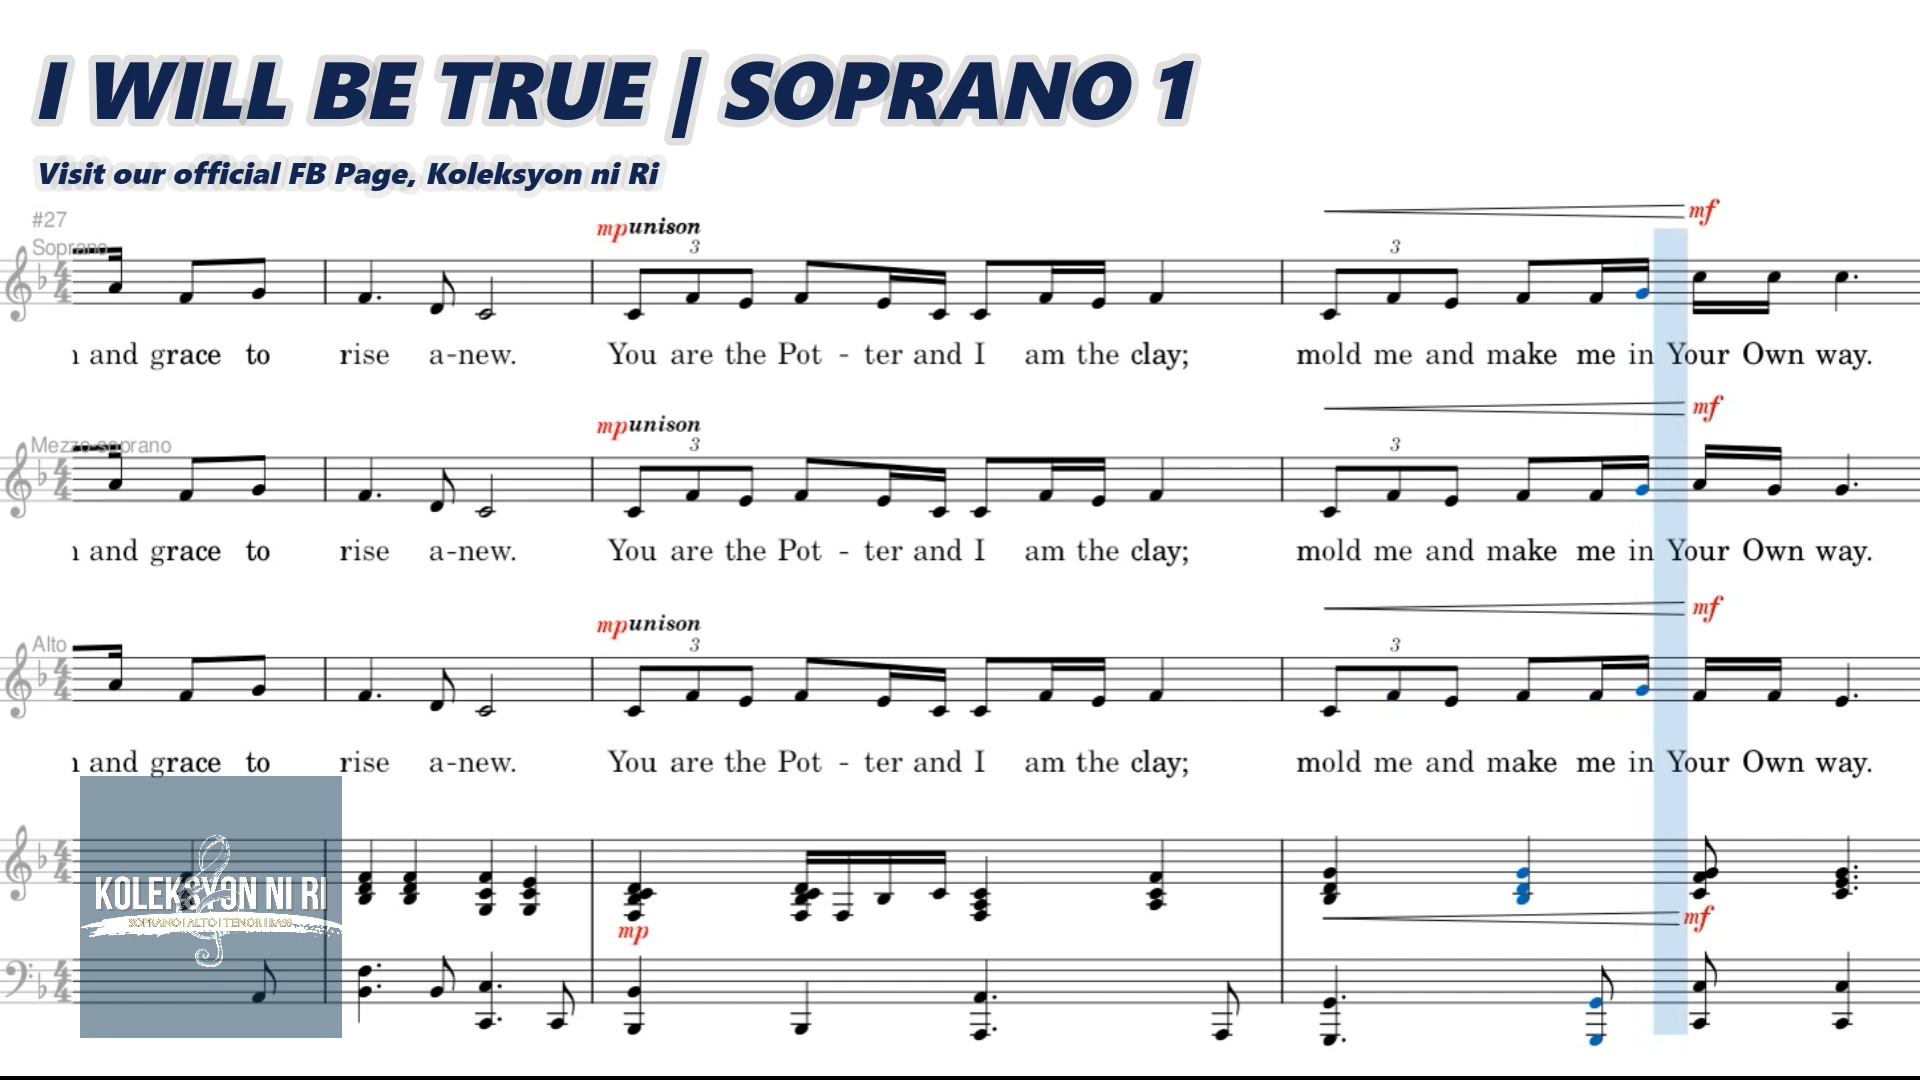 I WILL BE TRUE | SOPRANO 1
Visit our official FB Page, Koleksyon ni Ri
#27
Soprano
mp unison
3
3
mf
and grace to rise a-new. You are the Pot - ter and I am the clay; mold me and make me in Your Own way.
Mezzo-soprano
mp unison
3
3
mf
and grace to rise a-new. You are the Pot - ter and I am the clay; mold me and make me in Your Own way.
Alto
mp unison
3
3
mf
and grace to rise a-new. You are the Pot - ter and I am the clay; mold me and make me in Your Own way.
KOLEKSYON NI RI
SOPRANO | ALTO | TENOR | BASS
mp
mf